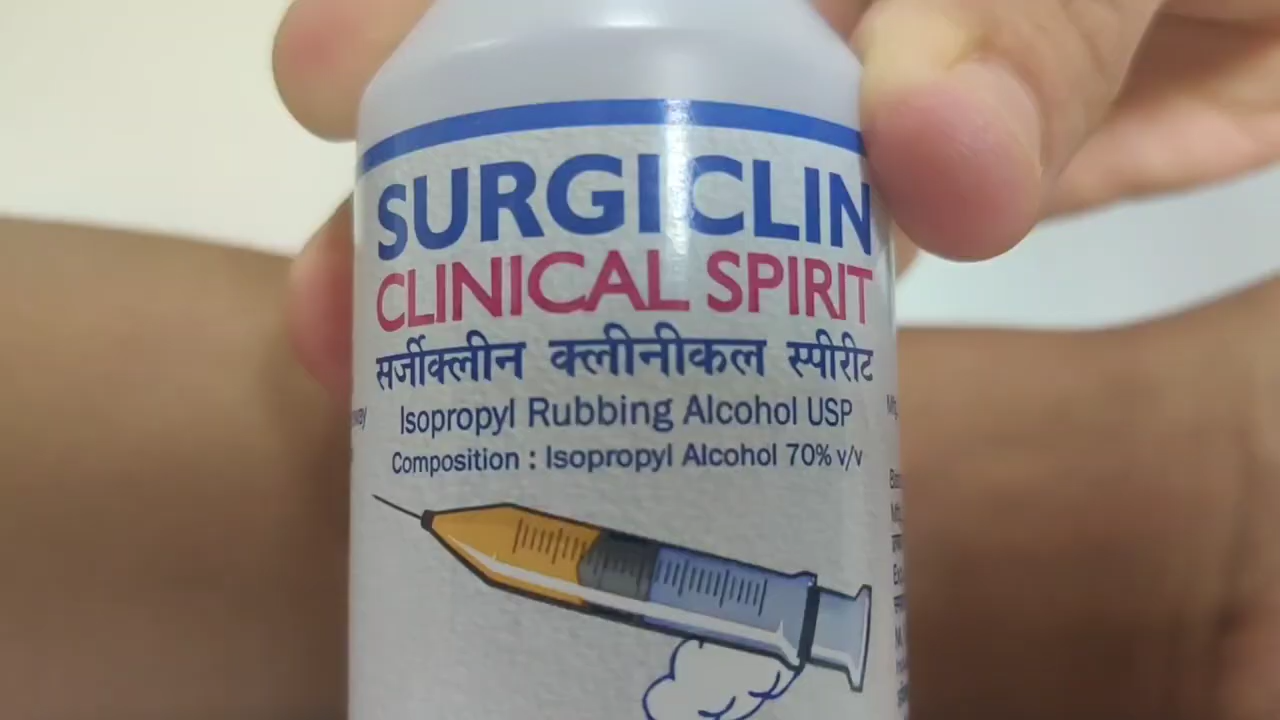 SURGICLIN
CLINICAL SPIRIT
सर्जीक्लीन क्लीनीकल स्पीरीट
Isopropyl Rubbing Alcohol USP
Composition : Isopropyl Alcohol 70% v/v